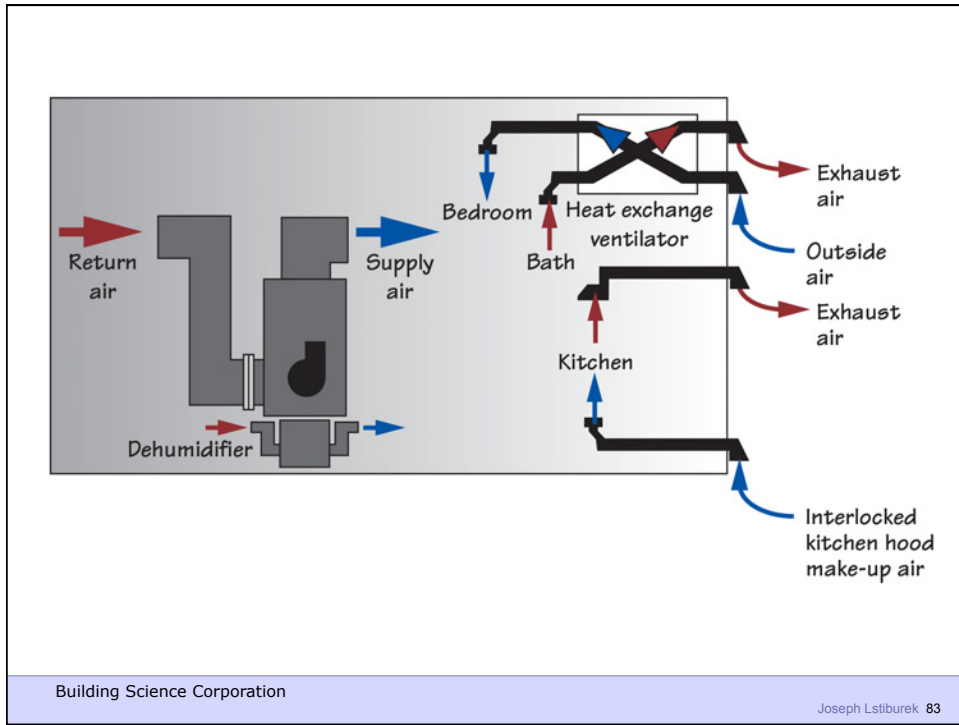 Return
air
Supply
air
Dehumidifier
Bedroom
Bath
Heat exchange
ventilator
Kitchen
Exhaust
air
Outside
air
Exhaust
air
Interlocked
kitchen hood
make-up air
Building Science Corporation
Joseph Lstiburek 83